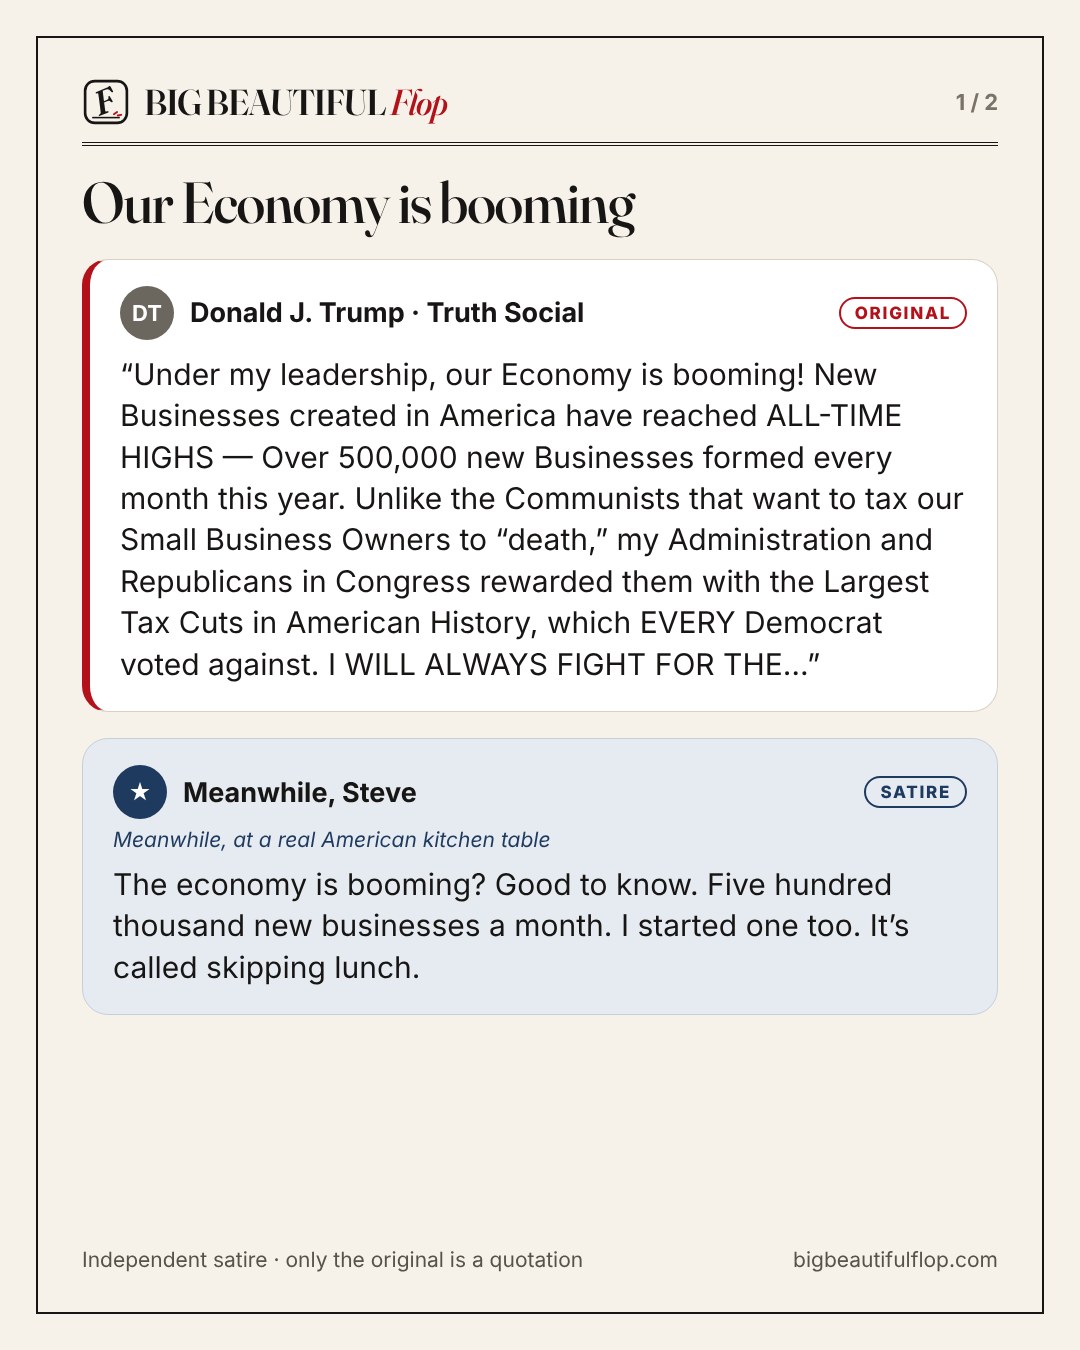 F
BIG BEAUTIFUL Flop
1 / 2
Our Economy is booming
DT
Donald J. Trump · Truth Social
ORIGINAL
“Under my leadership, our Economy is booming! New
Businesses created in America have reached ALL-TIME
HIGHS — Over 500,000 new Businesses formed every
month this year. Unlike the Communists that want to tax our
Small Business Owners to “death,” my Administration and
Republicans in Congress rewarded them with the Largest
Tax Cuts in American History, which EVERY Democrat
voted against. I WILL ALWAYS FIGHT FOR THE…”
Meanwhile, Steve
SATIRE
Meanwhile, at a real American kitchen table
The economy is booming? Good to know. Five hundred
thousand new businesses a month. I started one too. It’s
called skipping lunch.
Independent satire · only the original is a quotation
bigbeautifulflop.com